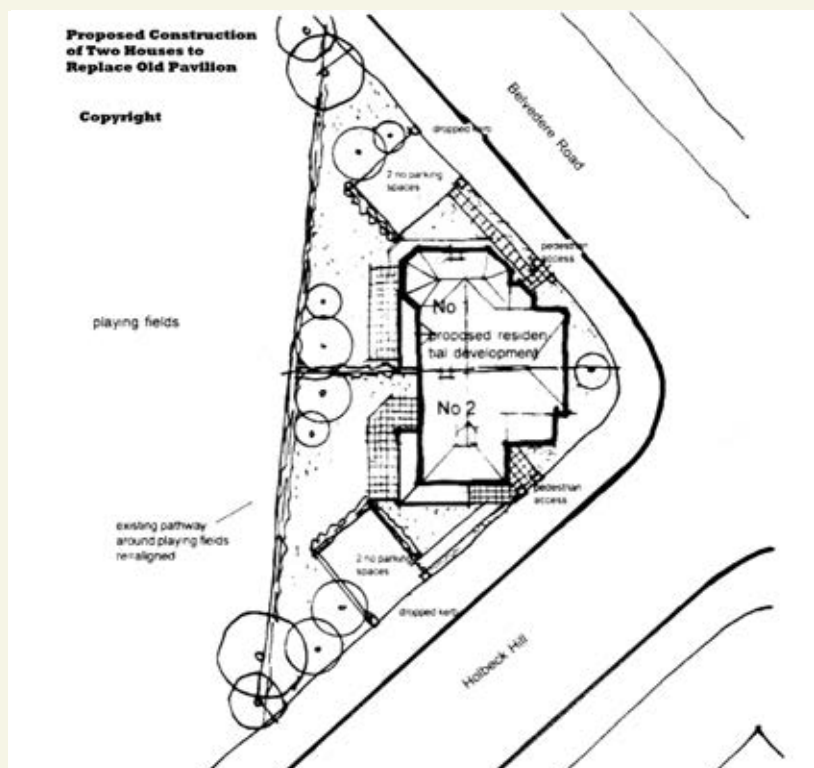 Proposed Construction
of Two Houses to
Replace Old Pavilion
Copyright
Belvedere Road
dropped kerb
2 no parking
spaces
pedestrian
access
playing fields
No
proposed residen
tial development
No 2
pedestrian
access
existing pathway
around playing fields
re=aligned
2 no parking
spaces
dropped kerb
Holbeck Hill